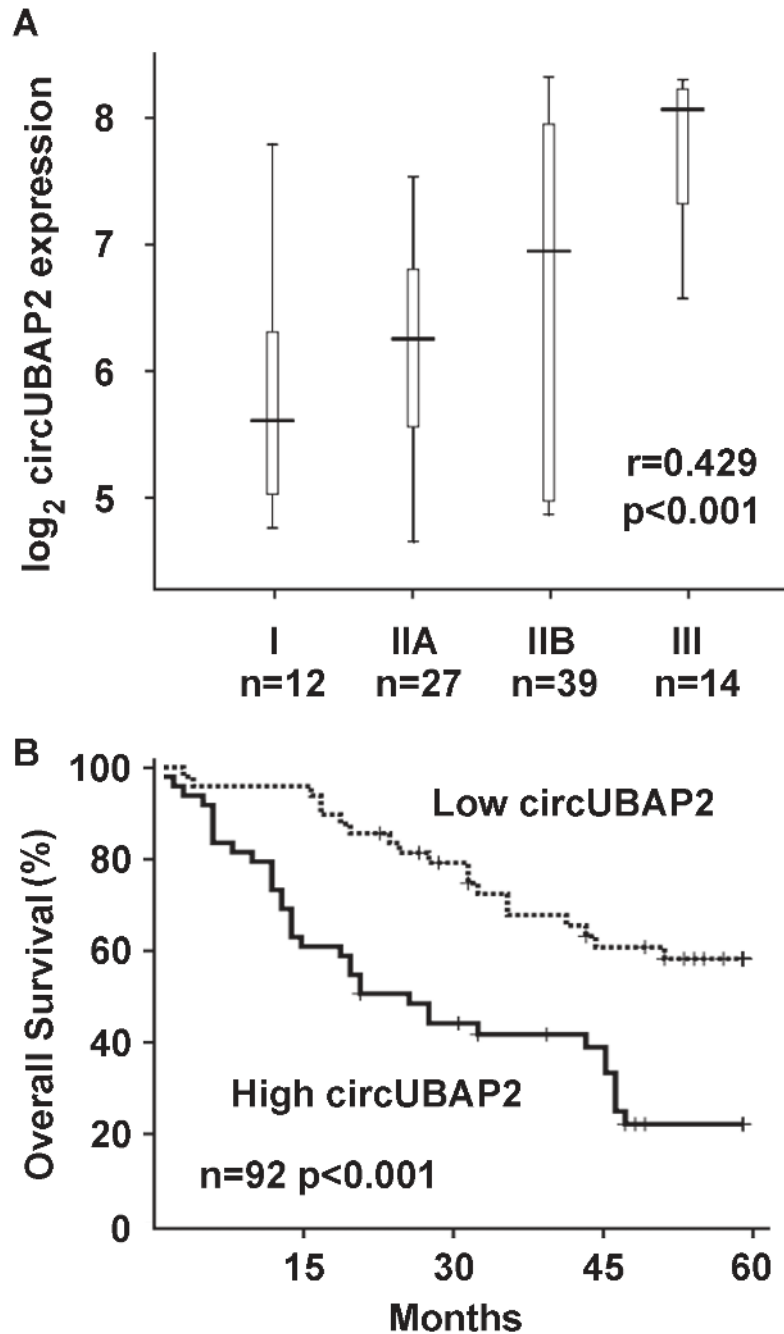 A
log₂ circUBAP2 expression
8
7
6
5
r=0.429
p<0.001
I IIA IIB III
n=12 n=27 n=39 n=14
B
Overall Survival (%)
100
80
60
40
20
0
Low circUBAP2
High circUBAP2
n=92 p<0.001
15 30 45 60
Months